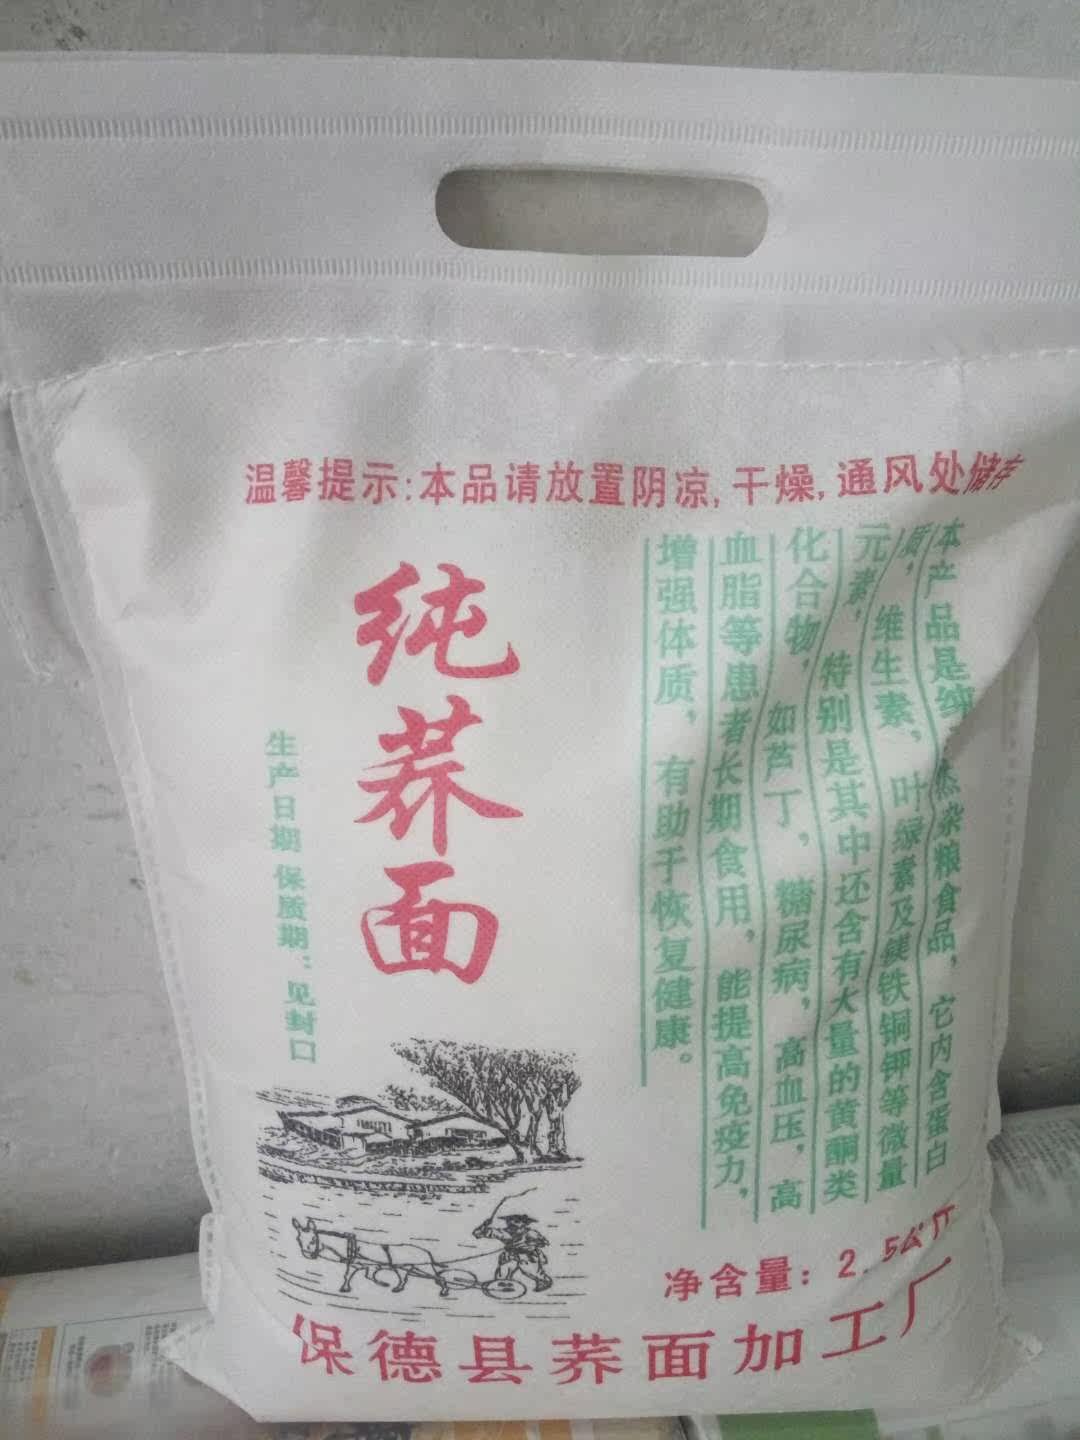 温馨提示:本品请放置阴凉,干燥,通风处储存
本产品是纯 杂粮食品，它内含蛋白
质，维生素，叶绿素及镁铁铜钾等微量
元素，特别是其中还含有大量的黄酮类
化合物，如芦丁，糖尿病，高血压，高
血脂等患者长期食用，能提高免疫力，
增强体质，有助于恢复健康。
纯荞面
生产日期 保质期：见封口
净含量：2.5公斤
保德县荞面加工厂